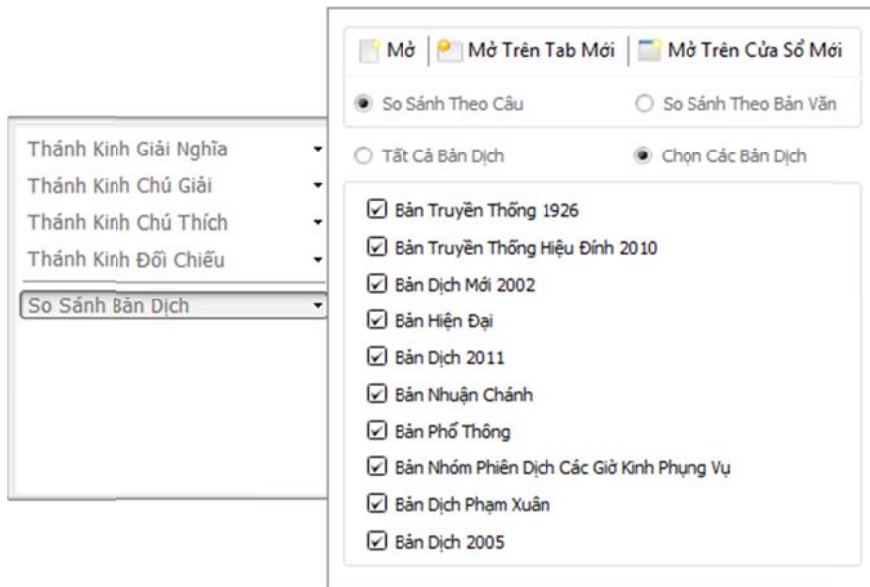 Mở Mở Trên Tab Mới Mở Trên Cửa Sổ Mới
So Sánh Theo Câu So Sánh Theo Bản Văn
Tất Cả Bản Dịch Chọn Các Bản Dịch
Thánh Kinh Giải Nghĩa
Thánh Kinh Chú Giải
Thánh Kinh Chú Thích
Thánh Kinh Đối Chiếu
So Sánh Bản Dịch
Bản Truyền Thống 1926
Bản Truyền Thống Hiệu Đính 2010
Bản Dịch Mới 2002
Bản Hiện Đại
Bản Dịch 2011
Bản Nhuận Chánh
Bản Phổ Thông
Bản Nhóm Phiên Dịch Các Giờ Kinh Phụng Vụ
Bản Dịch Phạm Xuân
Bản Dịch 2005